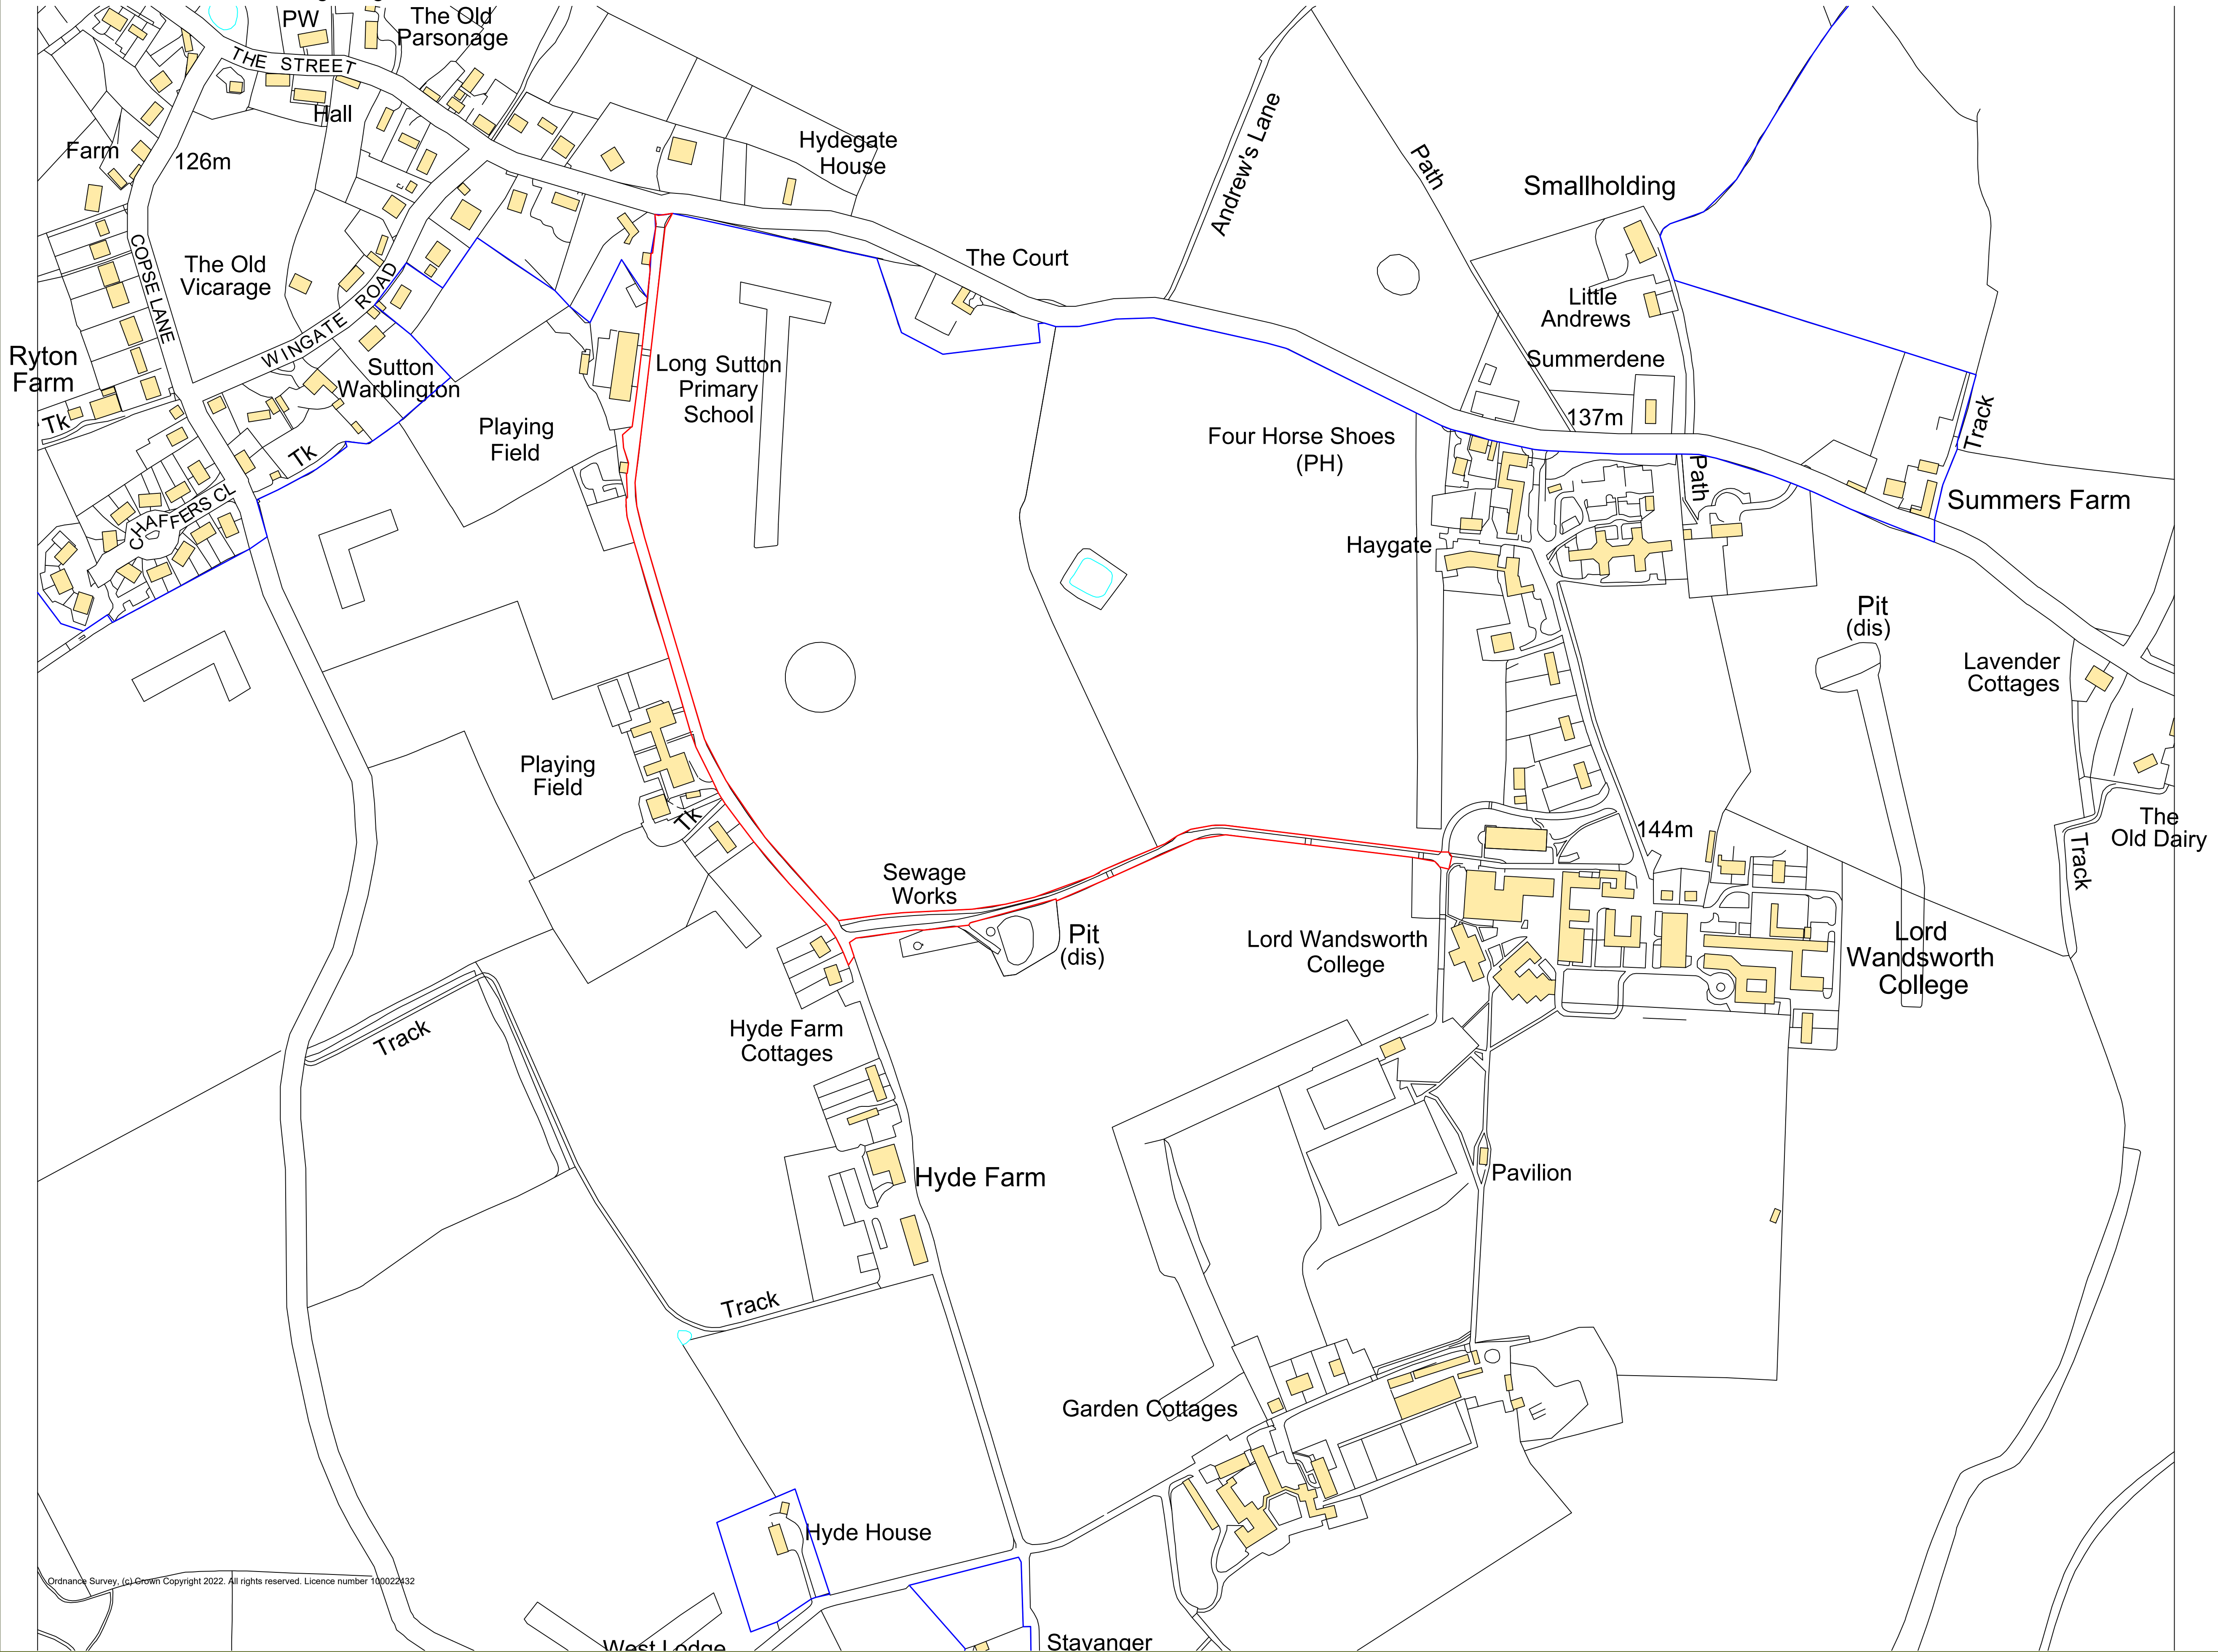 PW
The Old
Parsonage
THE STREET
Hall
Farm
126m
Hydegate
House
Andrew's Lane
Path
Smallholding
COPSE LANE
The Old
Vicarage
WINGATE ROAD
The Court
Little
Andrews
Ryton
Farm
Sutton
Warblington
Long Sutton
Primary
School
Summerdene
Tk
Tk
Playing
Field
Four Horse Shoes
(PH)
137m
Path
Track
Summers Farm
CHAFFERS CL
Haygate
Pit
(dis)
Lavender
Cottages
Playing
Field
Tk
144m
The
Old Dairy
Track
Sewage
Works
Pit
(dis)
Lord Wandsworth
College
Lord
Wandsworth
College
Track
Hyde Farm
Cottages
Hyde Farm
Pavilion
Track
Garden Cottages
Hyde House
Ordnance Survey, (c) Crown Copyright 2022. All rights reserved. Licence number 100022432
West Lodge
Stavanger